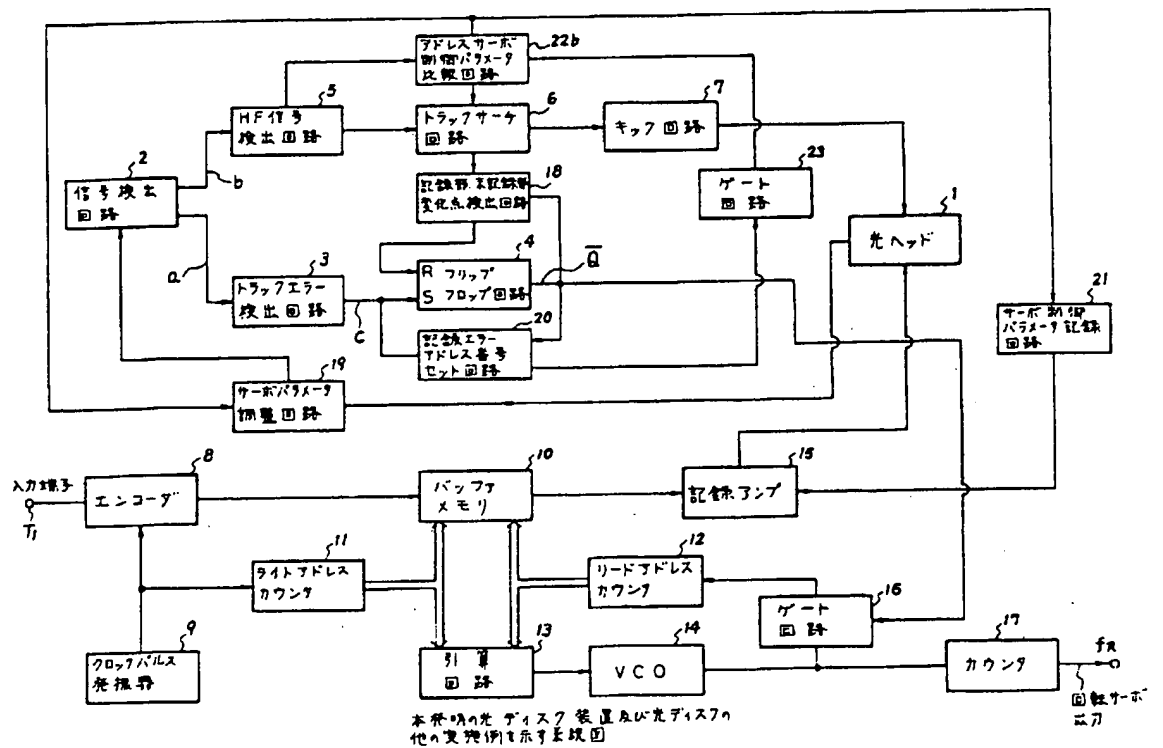 アドレスサーボ
制御パラメータ
比較回路
22b
5
HF信号
検出回路
6
トラックサーチ
回路
7
キック回路
2
信号検出
回路
b
a
18
記録部未記録部
変化点検出回路
23
ゲート
回路
1
光ヘッド
3
トラックエラー
検出回路
C
4
R フリップ
S フロップ回路
Q
20
記録エラー
アドレス番号
セット回路
21
サーボ制御
パラメータ記録
回路
19
サーボパラメータ
調整回路
入力端子
T1
8
エンコーダ
10
バッファ
メモリ
15
記録アンプ
11
ライトアドレス
カウンタ
12
リードアドレス
カウンタ
16
ゲート
回路
9
クロックパルス
発振器
13
引算
回路
14
VCO
17
カウンタ
fR
回転サーボ
本発明の光ディスク装置及び光ディスクの
他の実施例を示す系統図